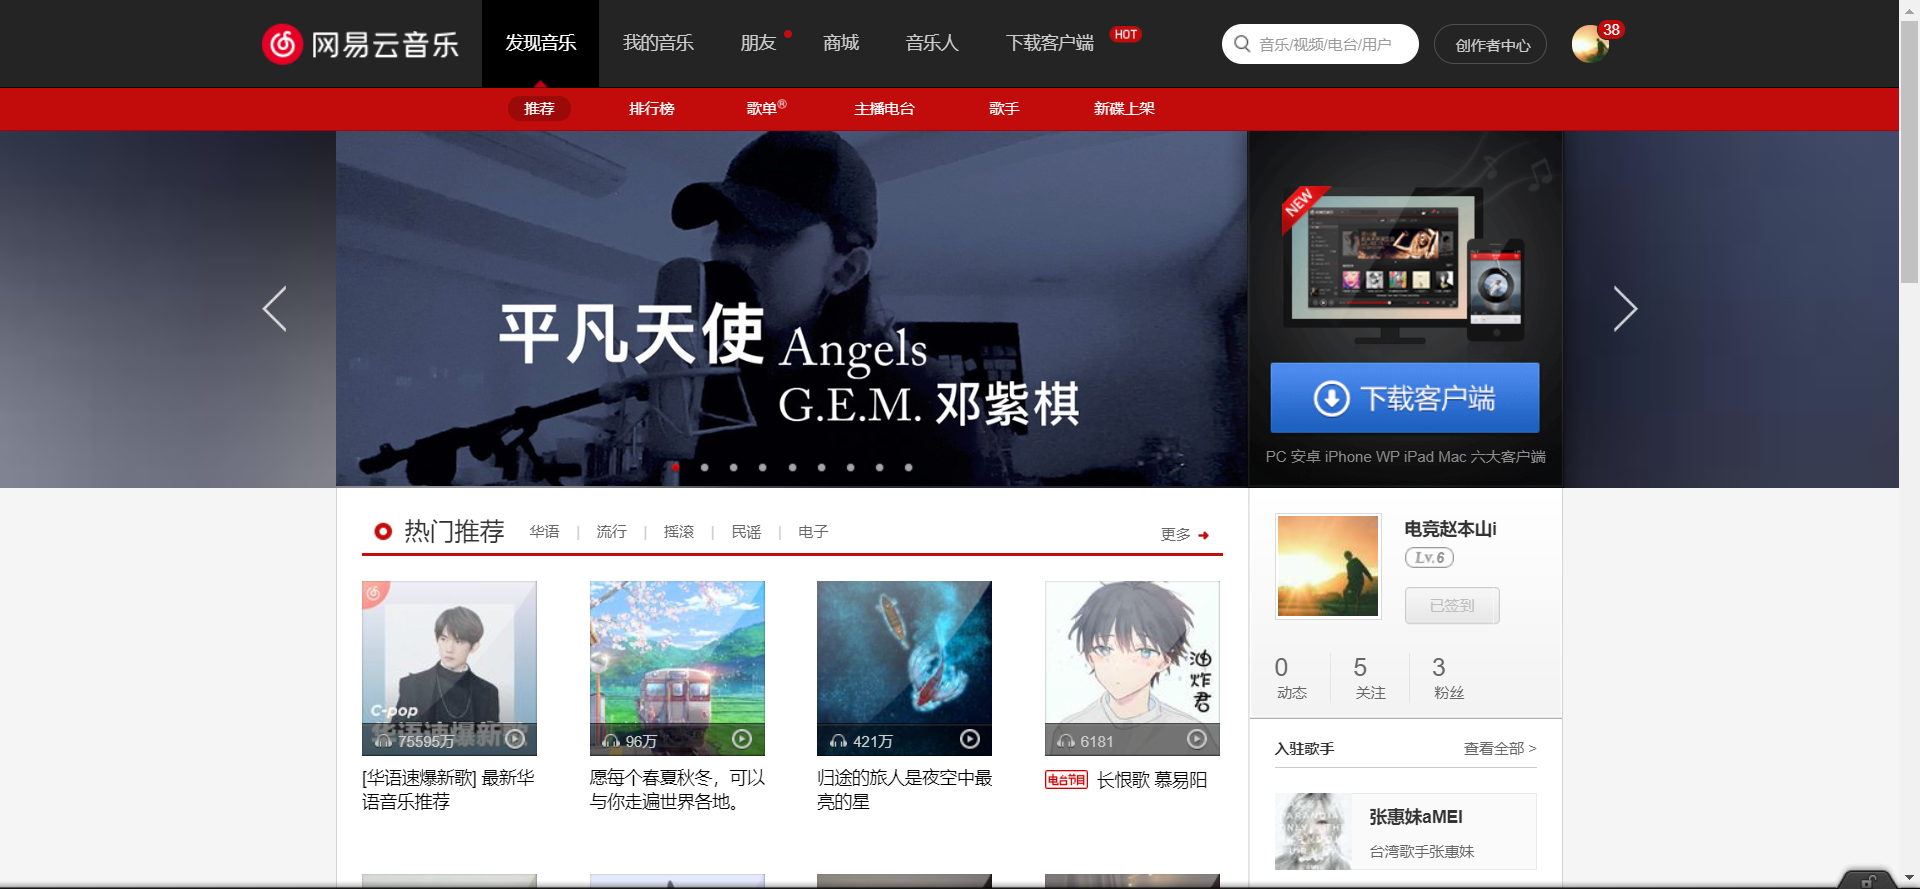 网易云音乐
发现音乐 我的音乐 朋友 商城 音乐人 下载客户端 HOT
音乐/视频/电台/用户
创作者中心
38
推荐 排行榜 歌单® 主播电台 歌手 新碟上架
平凡天使 Angels
G.E.M. 邓紫棋
NEW
下载客户端
PC 安卓 iPhone WP iPad Mac 六大客户端
热门推荐 华语 | 流行 | 摇滚 | 民谣 | 电子 更多
C-pop
华语速爆新歌
75595万
[华语速爆新歌] 最新华
语音乐推荐
96万
愿每个春夏秋冬，可以
与你走遍世界各地。
421万
归途的旅人是夜空中最
亮的星
油炸君
6181
电台节目 长恨歌 慕易阳
电竞赵本山i
Lv.6
已签到
0 5 3
动态 关注 粉丝
入驻歌手 查看全部 >
张惠妹aMEI
台湾歌手张惠妹